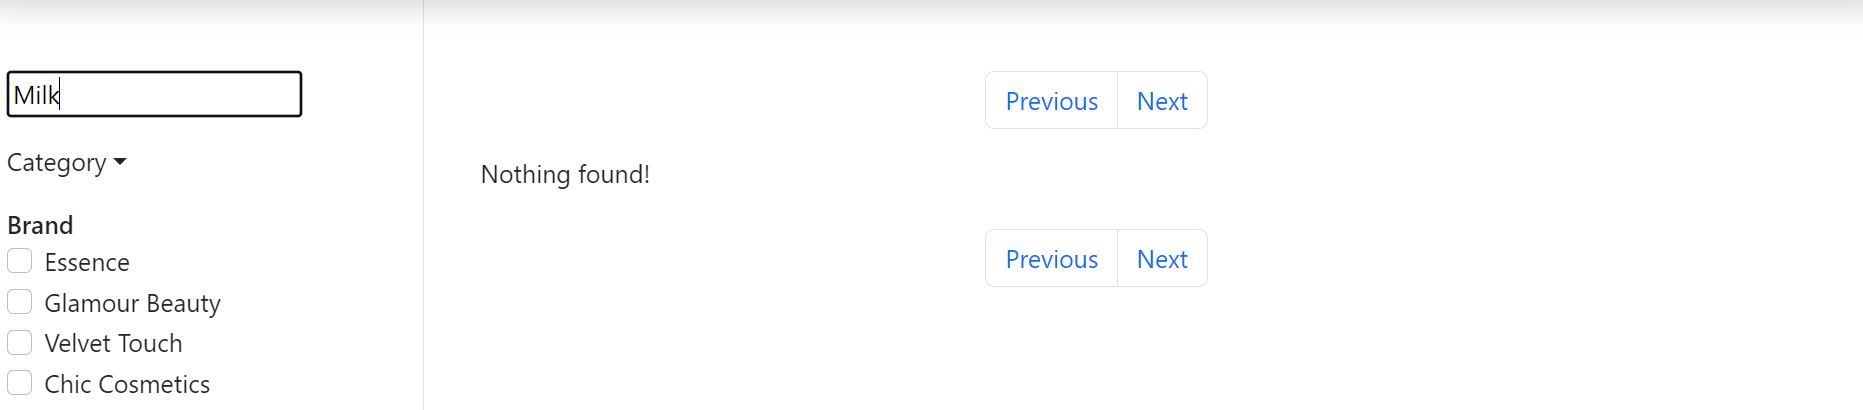 Milk
Category
Brand
Essence
Glamour Beauty
Velvet Touch
Chic Cosmetics
Previous Next
Nothing found!
Previous Next